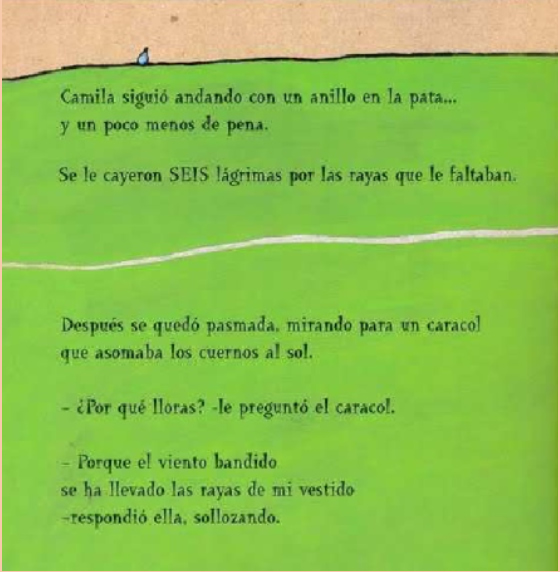 Camila siguió andando con un anillo en la pata...
y un poco menos de pena.
Se le cayeron SEIS lágrimas por las rayas que le faltaban.
Después se quedó pasmada, mirando para un caracol
que asomaba los cuernos al sol.
- ¿Por qué lloras? -le preguntó el caracol.
- Porque el viento bandido
se ha llevado las rayas de mi vestido
-respondió ella, sollozando.